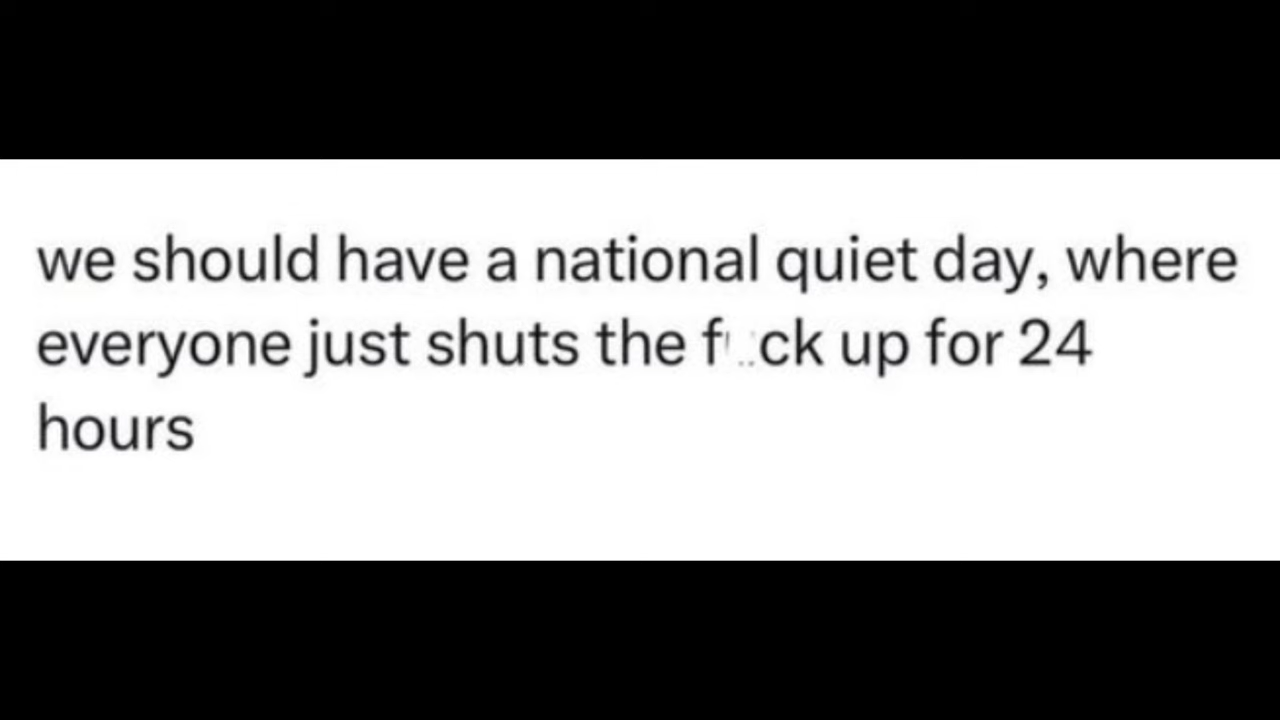 we should have a national quiet day, where
everyone just shuts the f ck up for 24
hours